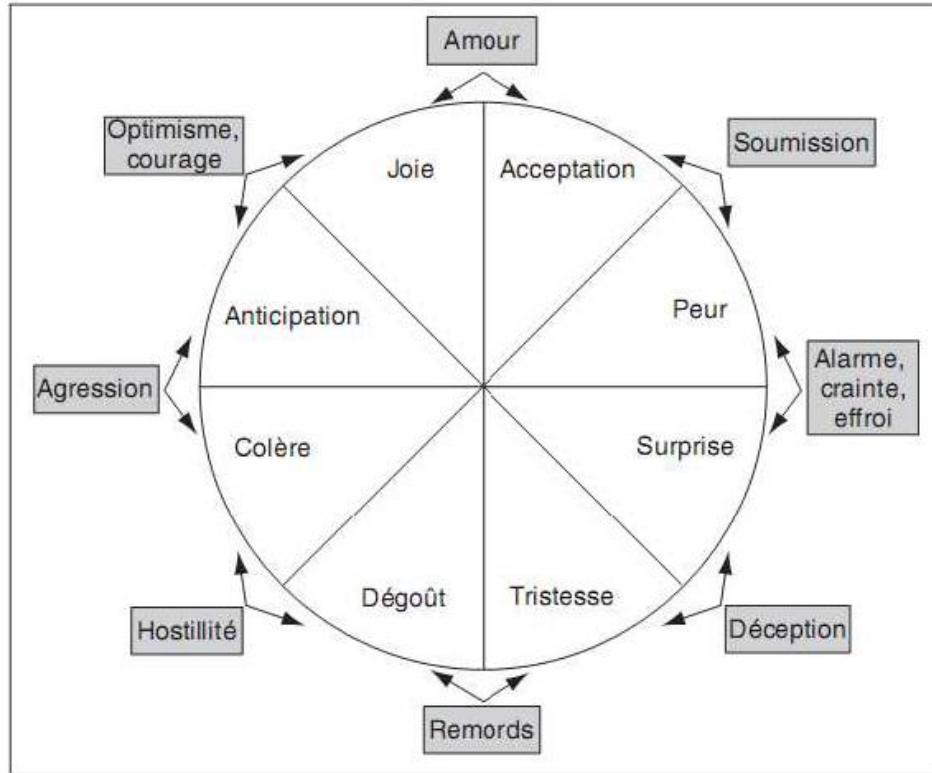 Amour
Optimisme,
courage
Soumission
Joie
Acceptation
Anticipation
Peur
Agression
Alarme,
crainte,
effroi
Colère
Surprise
Dégoût
Tristesse
Hostillité
Déception
Remords